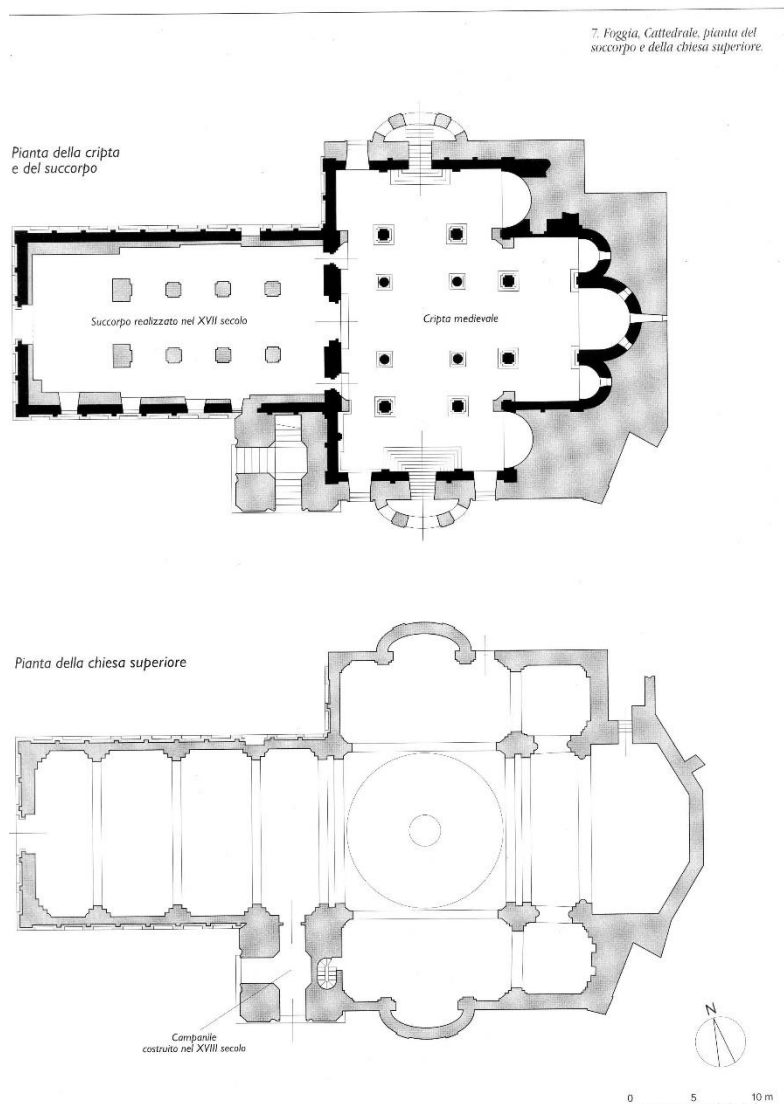 7. Foggia, Cattedrale, pianta del
soccorpo e della chiesa superiore.
Pianta della cripta
e del succorpo
Succorpo realizzato nel XVII secolo
Cripta medievale
Pianta della chiesa superiore
Campanile
costruito nel XVIII secolo
N
0 5 10 m